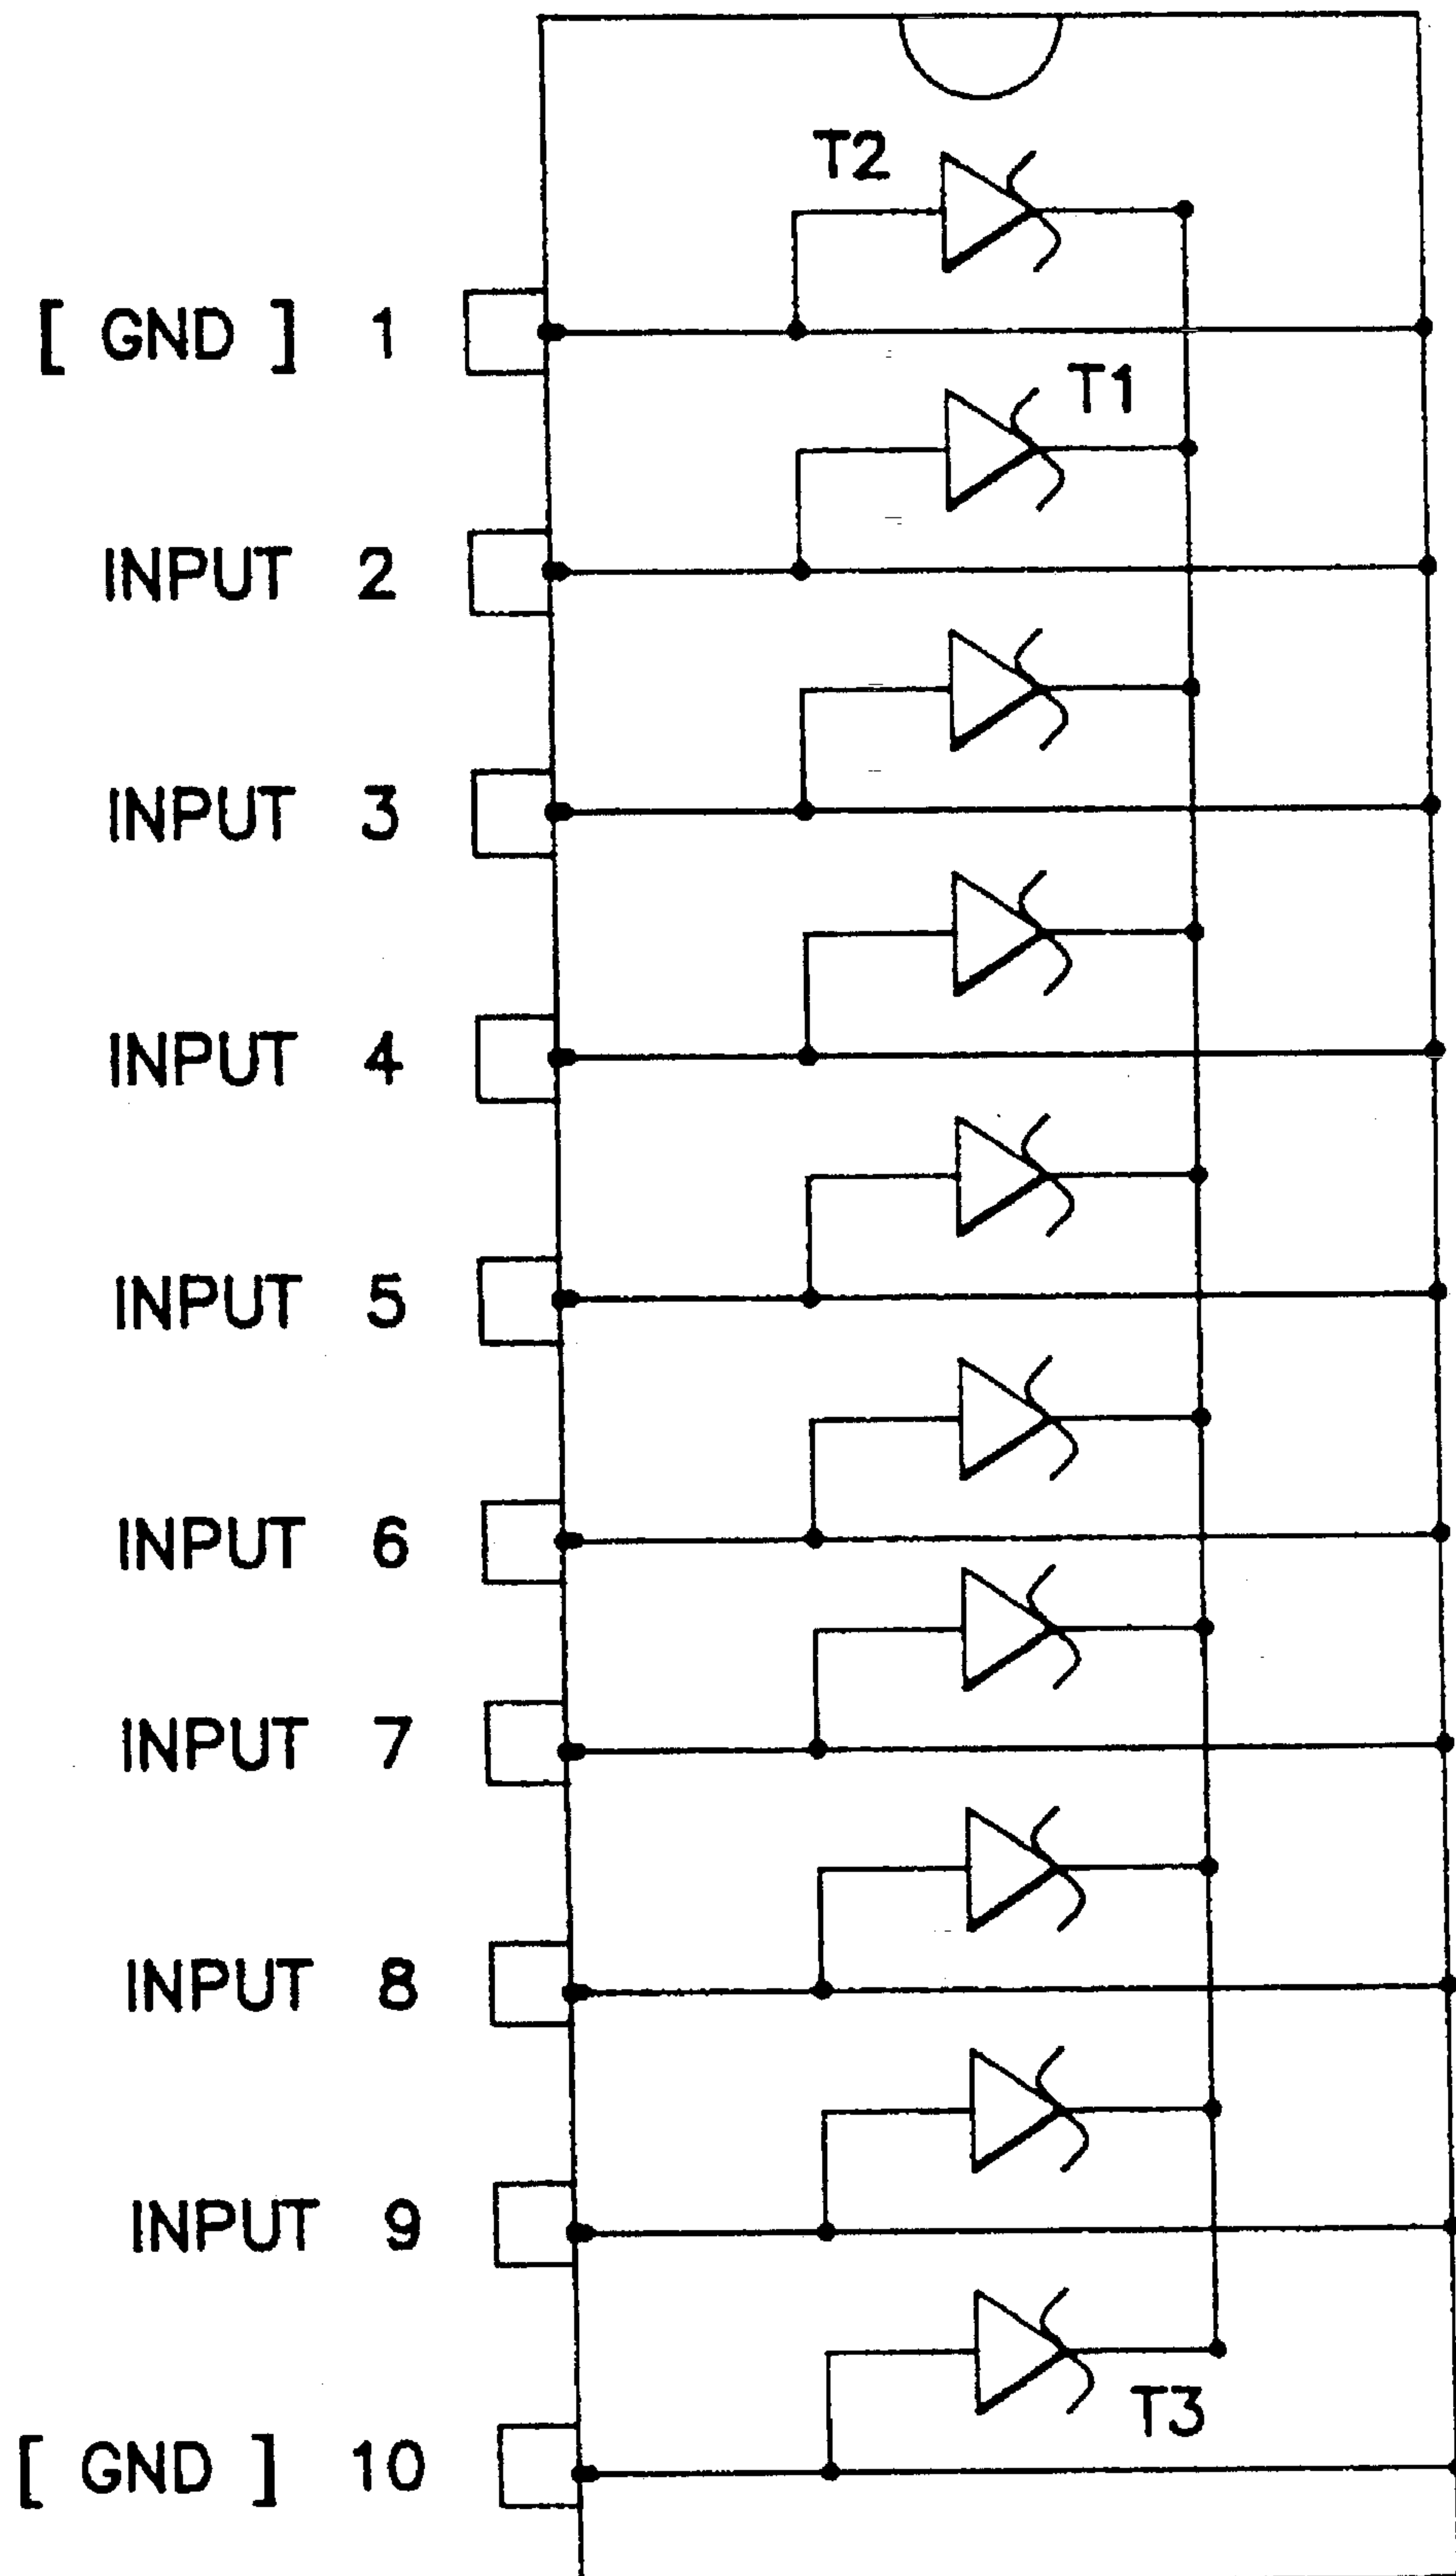 T2
[ GND ] 1
T1
INPUT 2
INPUT 3
INPUT 4
INPUT 5
INPUT 6
INPUT 7
INPUT 8
INPUT 9
T3
[ GND ] 10